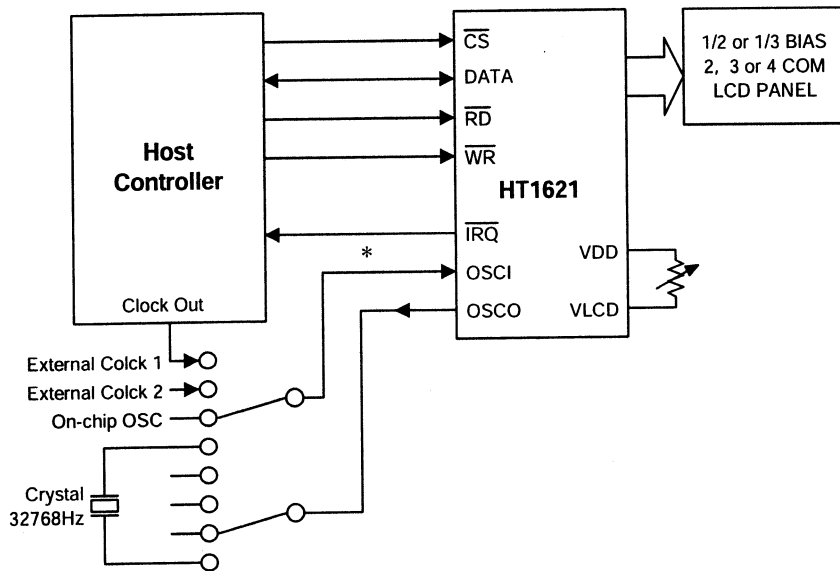 Host
Controller
Clock Out
CS
DATA
RD
WR
HT1621
IRQ
*
OSCI
OSCO
VDD
VLCD
1/2 or 1/3 BIAS
2, 3 or 4 COM
LCD PANEL
External Colck 1
External Colck 2
On-chip OSC
Crystal
32768Hz